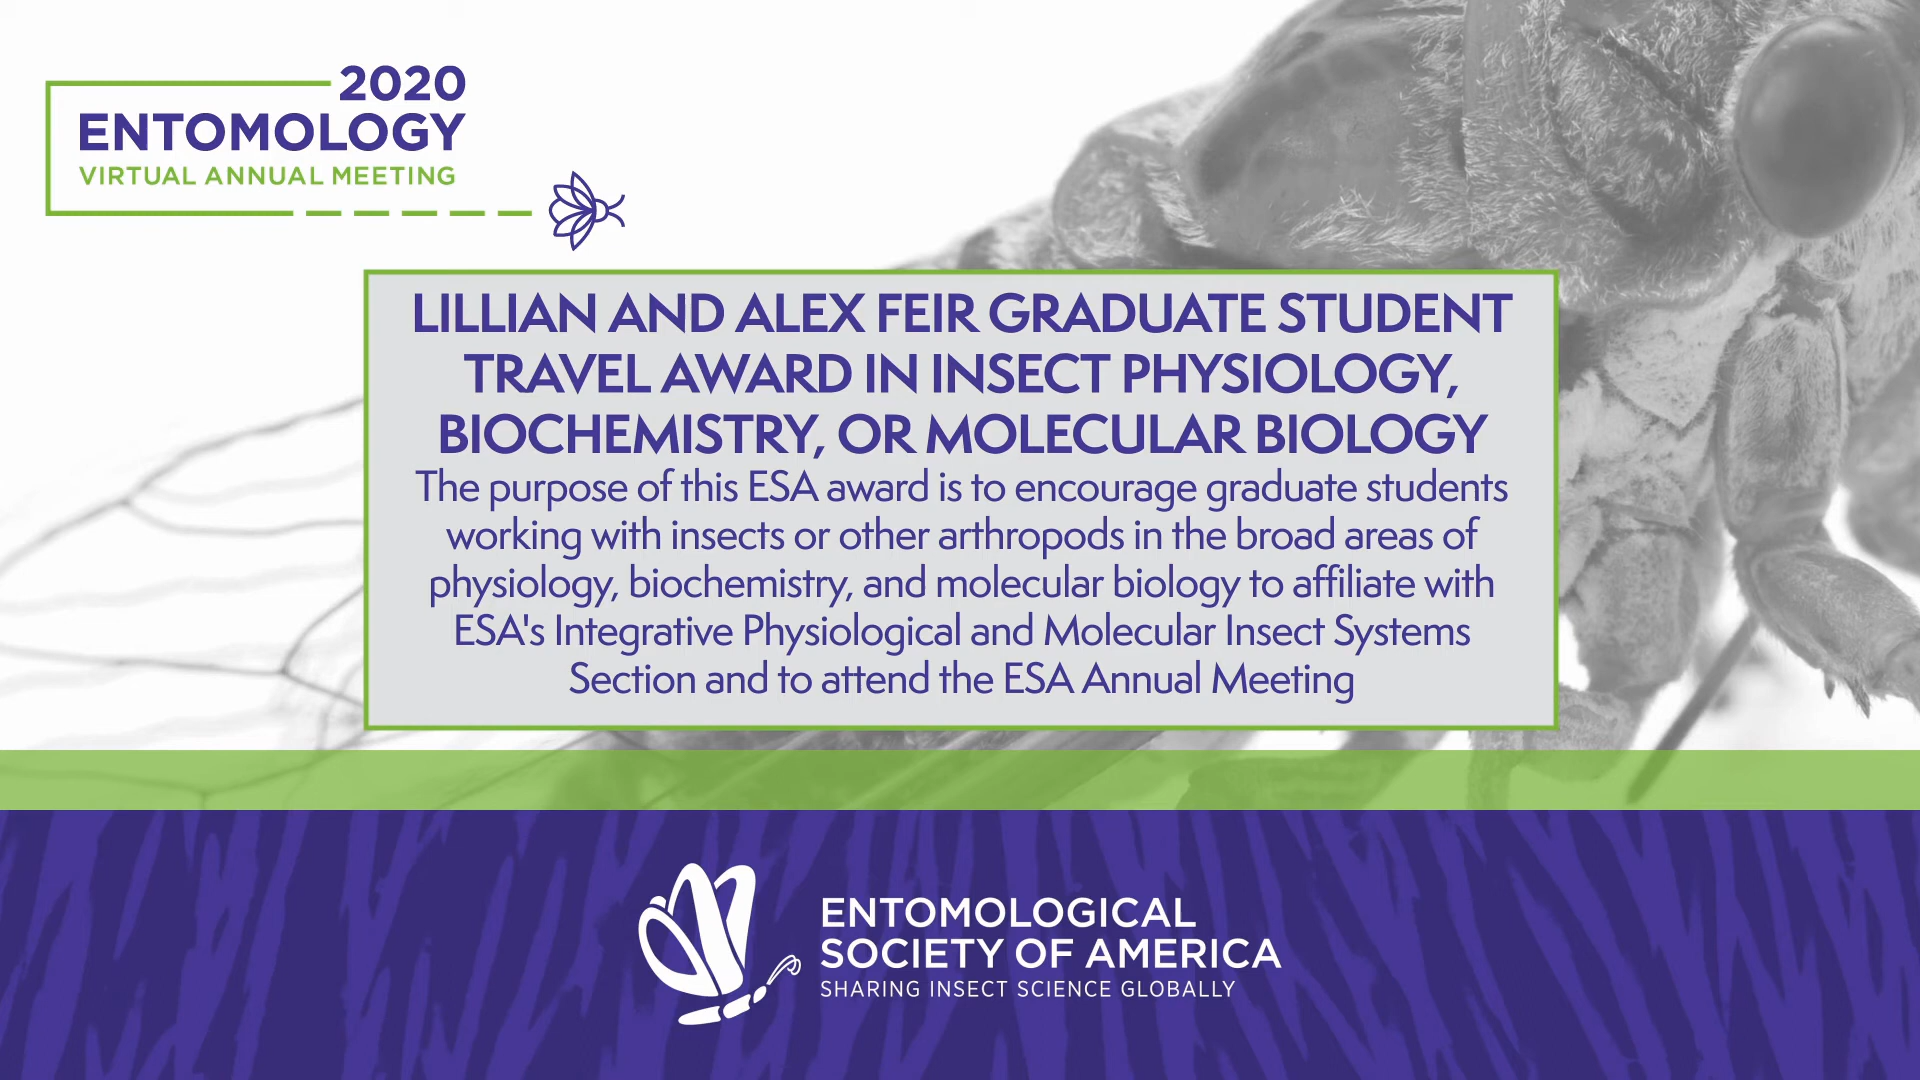 2020
ENTOMOLOGY
VIRTUAL ANNUAL MEETING
LILLIAN AND ALEX FEIR GRADUATE STUDENT
TRAVEL AWARD IN INSECT PHYSIOLOGY,
BIOCHEMISTRY, OR MOLECULAR BIOLOGY
The purpose of this ESA award is to encourage graduate students
working with insects or other arthropods in the broad areas of
physiology, biochemistry, and molecular biology to affiliate with
ESA's Integrative Physiological and Molecular Insect Systems
Section and to attend the ESA Annual Meeting
ENTOMOLOGICAL
SOCIETY OF AMERICA
SHARING INSECT SCIENCE GLOBALLY